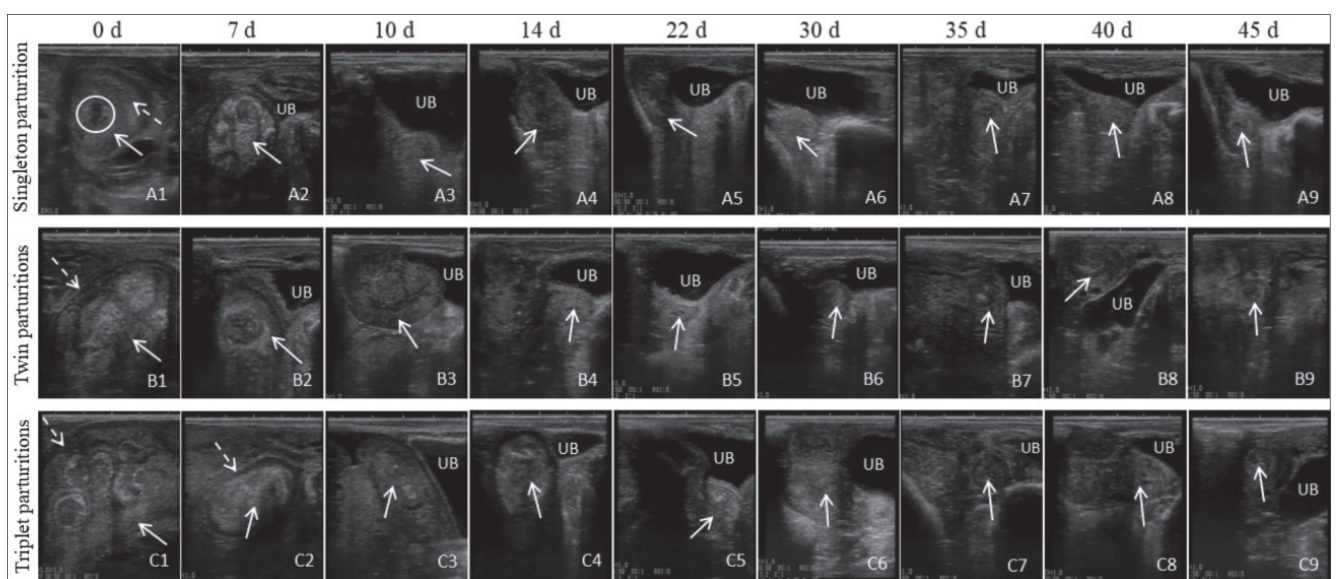 0 d 7 d 10 d 14 d 22 d 30 d 35 d 40 d 45 d
Singleton parturition
UB UB UB UB UB UB UB UB
A1 A2 A3 A4 A5 A6 A7 A8 A9
Twin parturitions
UB UB UB UB UB UB UB
B1 B2 B3 B4 B5 B6 B7 B8 B9
Triplet parturitions
UB UB UB UB UB UB UB
C1 C2 C3 C4 C5 C6 C7 C8 C9